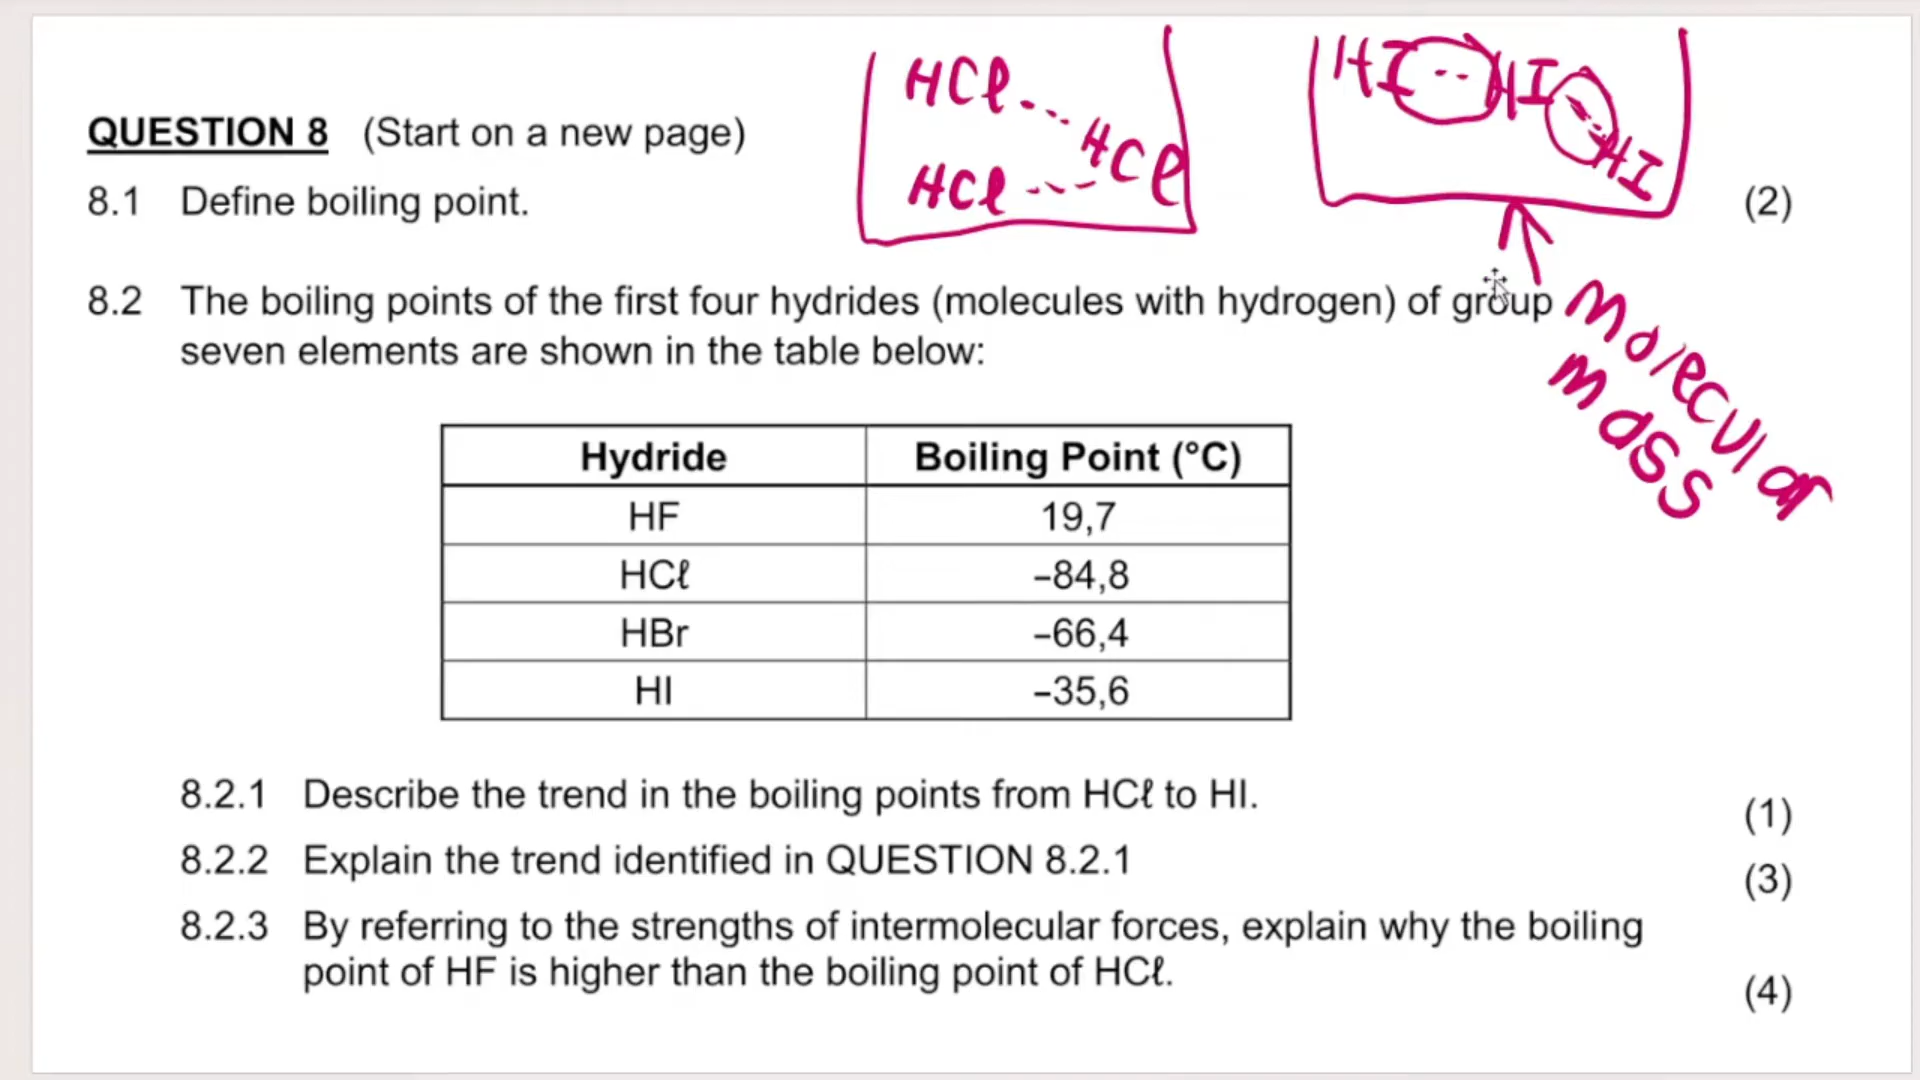 HCℓ
HI -- HI
QUESTION 8 (Start on a new page)
HCℓ
HCℓ
HI
8.1 Define boiling point. (2)
8.2 The boiling points of the first four hydrides (molecules with hydrogen) of group
seven elements are shown in the table below:
Molecular
mass
Hydride Boiling Point (°C)
HF 19,7
HCℓ –84,8
HBr –66,4
HI –35,6
8.2.1 Describe the trend in the boiling points from HCℓ to HI. (1)
8.2.2 Explain the trend identified in QUESTION 8.2.1 (3)
8.2.3 By referring to the strengths of intermolecular forces, explain why the boiling
point of HF is higher than the boiling point of HCℓ. (4)